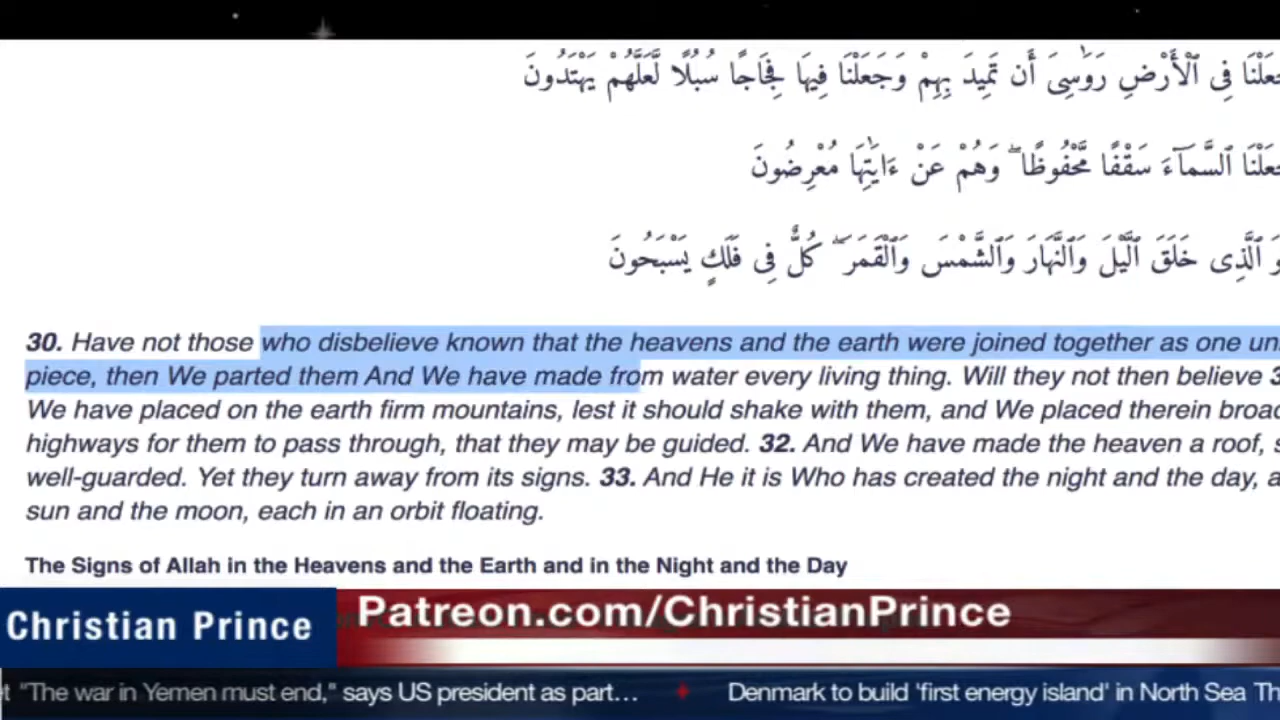 جَعَلْنَا فِى ٱلْأَرْضِ رَوَٰسِىَ أَن تَمِيدَ بِهِمْ وَجَعَلْنَا فِيهَا فِجَاجًا سُبُلًا لَّعَلَّهُمْ يَهْتَدُونَ
جَعَلْنَا ٱلسَّمَآءَ سَقْفًا مَّحْفُوظًا ۖ وَهُمْ عَنْ ءَايَٰتِهَا مُعْرِضُونَ
وَ ٱلَّذِى خَلَقَ ٱلَّيْلَ وَٱلنَّهَارَ وَٱلشَّمْسَ وَٱلْقَمَرَ ۖ كُلٌّ فِى فَلَكٍ يَسْبَحُونَ
30. Have not those who disbelieve known that the heavens and the earth were joined together as one un
piece, then We parted them And We have made from water every living thing. Will they not then believe 3
We have placed on the earth firm mountains, lest it should shake with them, and We placed therein broad
highways for them to pass through, that they may be guided. 32. And We have made the heaven a roof, s
well-guarded. Yet they turn away from its signs. 33. And He it is Who has created the night and the day, a
sun and the moon, each in an orbit floating.
The Signs of Allah in the Heavens and the Earth and in the Night and the Day
Christian Prince
Patreon.com/ChristianPrince
t "The war in Yemen must end," says US president as part… Denmark to build 'first energy island' in North Sea Th